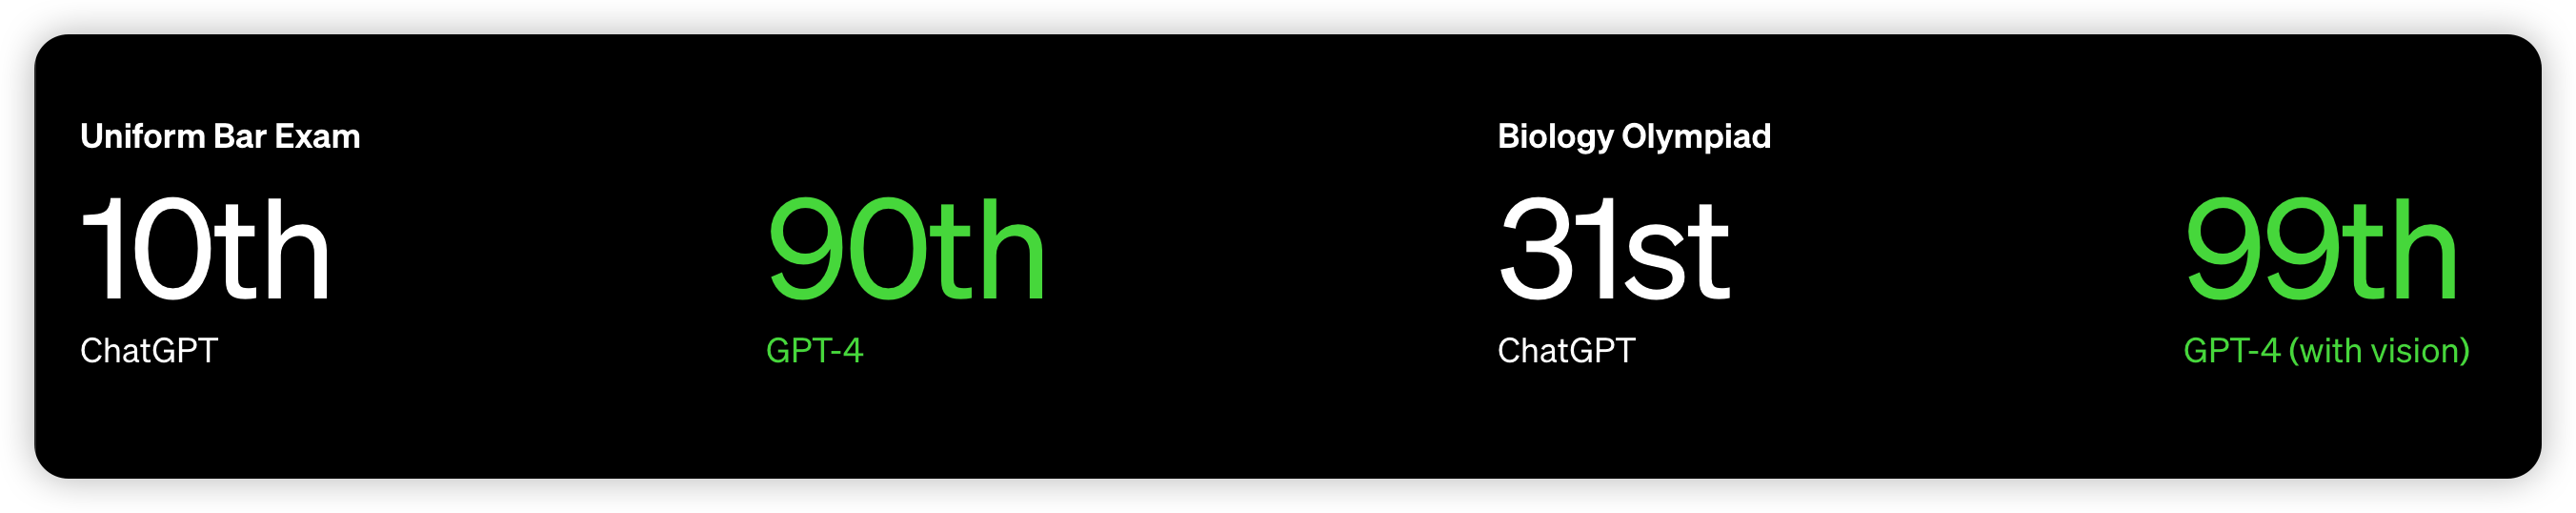 Uniform Bar Exam
10th
ChatGPT
90th
GPT-4
Biology Olympiad
31st
ChatGPT
99th
GPT-4 (with vision)